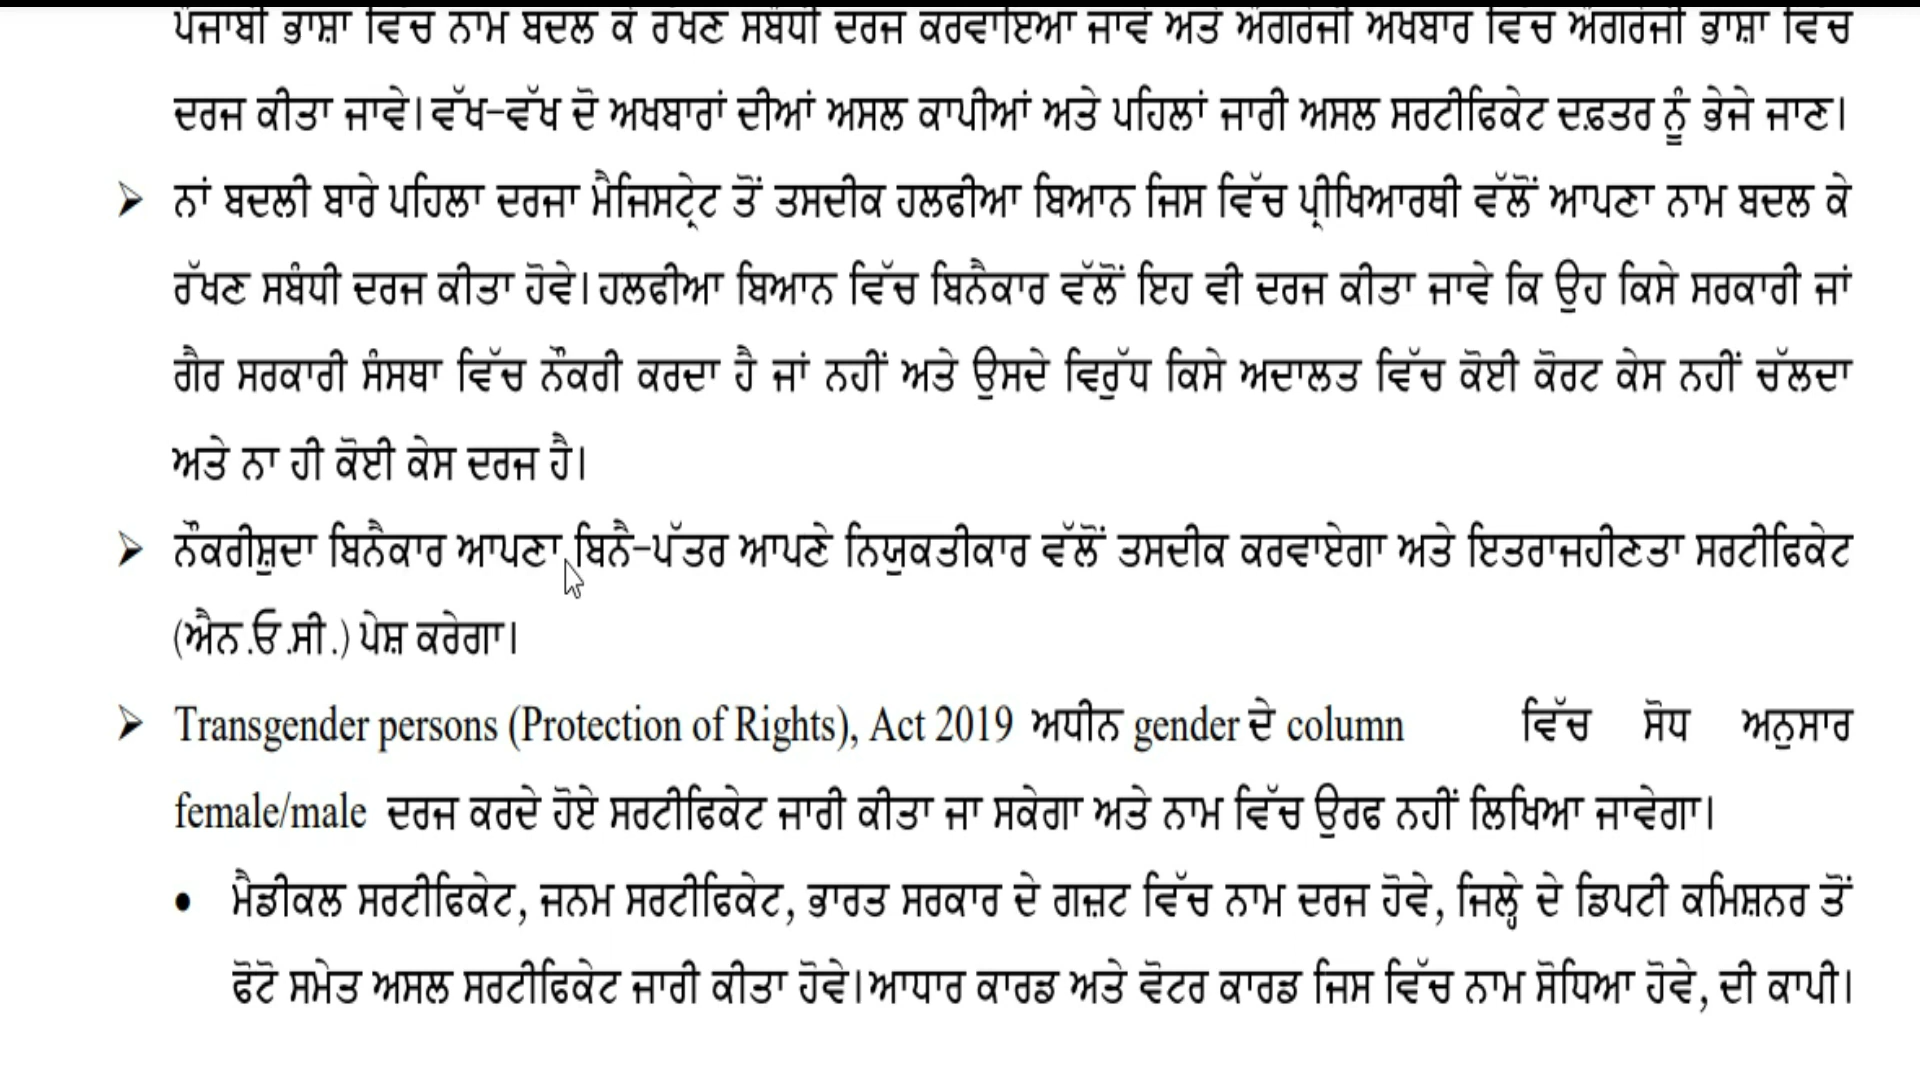 ਪੰਜਾਬੀ ਭਾਸ਼ਾ ਵਿੱਚ ਨਾਮ ਬਦਲ ਕੇ ਰੱਖਣ ਸਬੰਧੀ ਦਰਜ ਕਰਵਾਇਆ ਜਾਵੇ ਅਤੇ ਅੰਗਰੇਜੀ ਅਖਬਾਰ ਵਿੱਚ ਅੰਗਰੇਜੀ ਭਾਸ਼ਾ ਵਿੱਚ
ਦਰਜ ਕੀਤਾ ਜਾਵੇ। ਵੱਖ-ਵੱਖ ਦੋ ਅਖਬਾਰਾਂ ਦੀਆਂ ਅਸਲ ਕਾਪੀਆਂ ਅਤੇ ਪਹਿਲਾਂ ਜਾਰੀ ਅਸਲ ਸਰਟੀਫਿਕੇਟ ਦਫ਼ਤਰ ਨੂੰ ਭੇਜੇ ਜਾਣ।
➤ ਨਾਂ ਬਦਲੀ ਬਾਰੇ ਪਹਿਲਾ ਦਰਜਾ ਮੈਜਿਸਟ੍ਰੇਟ ਤੋਂ ਤਸਦੀਕ ਹਲਫੀਆ ਬਿਆਨ ਜਿਸ ਵਿੱਚ ਪ੍ਰੀਖਿਆਰਥੀ ਵੱਲੋਂ ਆਪਣਾ ਨਾਮ ਬਦਲ ਕੇ
ਰੱਖਣ ਸਬੰਧੀ ਦਰਜ ਕੀਤਾ ਹੋਵੇ। ਹਲਫੀਆ ਬਿਆਨ ਵਿੱਚ ਬਿਨੈਕਾਰ ਵੱਲੋਂ ਇਹ ਵੀ ਦਰਜ ਕੀਤਾ ਜਾਵੇ ਕਿ ਉਹ ਕਿਸੇ ਸਰਕਾਰੀ ਜਾਂ
ਗੈਰ ਸਰਕਾਰੀ ਸੰਸਥਾ ਵਿੱਚ ਨੌਕਰੀ ਕਰਦਾ ਹੈ ਜਾਂ ਨਹੀਂ ਅਤੇ ਉਸਦੇ ਵਿਰੁੱਧ ਕਿਸੇ ਅਦਾਲਤ ਵਿੱਚ ਕੋਈ ਕੋਰਟ ਕੇਸ ਨਹੀਂ ਚੱਲਦਾ
ਅਤੇ ਨਾ ਹੀ ਕੋਈ ਕੇਸ ਦਰਜ ਹੈ।
➤ ਨੌਕਰੀਸ਼ੁਦਾ ਬਿਨੈਕਾਰ ਆਪਣਾ ਬਿਨੈ-ਪੱਤਰ ਆਪਣੇ ਨਿਯੁਕਤੀਕਾਰ ਵੱਲੋਂ ਤਸਦੀਕ ਕਰਵਾਏਗਾ ਅਤੇ ਇਤਰਾਜਹੀਣਤਾ ਸਰਟੀਫਿਕੇਟ
(ਐਨ.ਓ.ਸੀ.) ਪੇਸ਼ ਕਰੇਗਾ।
➤ Transgender persons (Protection of Rights), Act 2019 ਅਧੀਨ gender ਦੇ column ਵਿੱਚ ਸੋਧ ਅਨੁਸਾਰ
female/male ਦਰਜ ਕਰਦੇ ਹੋਏ ਸਰਟੀਫਿਕੇਟ ਜਾਰੀ ਕੀਤਾ ਜਾ ਸਕੇਗਾ ਅਤੇ ਨਾਮ ਵਿੱਚ ਉਰਫ ਨਹੀਂ ਲਿਖਿਆ ਜਾਵੇਗਾ।
• ਮੈਡੀਕਲ ਸਰਟੀਫਿਕੇਟ, ਜਨਮ ਸਰਟੀਫਿਕੇਟ, ਭਾਰਤ ਸਰਕਾਰ ਦੇ ਗਜ਼ਟ ਵਿੱਚ ਨਾਮ ਦਰਜ ਹੋਵੇ, ਜਿਲ੍ਹੇ ਦੇ ਡਿਪਟੀ ਕਮਿਸ਼ਨਰ ਤੋਂ
ਫੋਟੋ ਸਮੇਤ ਅਸਲ ਸਰਟੀਫਿਕੇਟ ਜਾਰੀ ਕੀਤਾ ਹੋਵੇ। ਆਧਾਰ ਕਾਰਡ ਅਤੇ ਵੋਟਰ ਕਾਰਡ ਜਿਸ ਵਿੱਚ ਨਾਮ ਸੋਧਿਆ ਹੋਵੇ, ਦੀ ਕਾਪੀ।